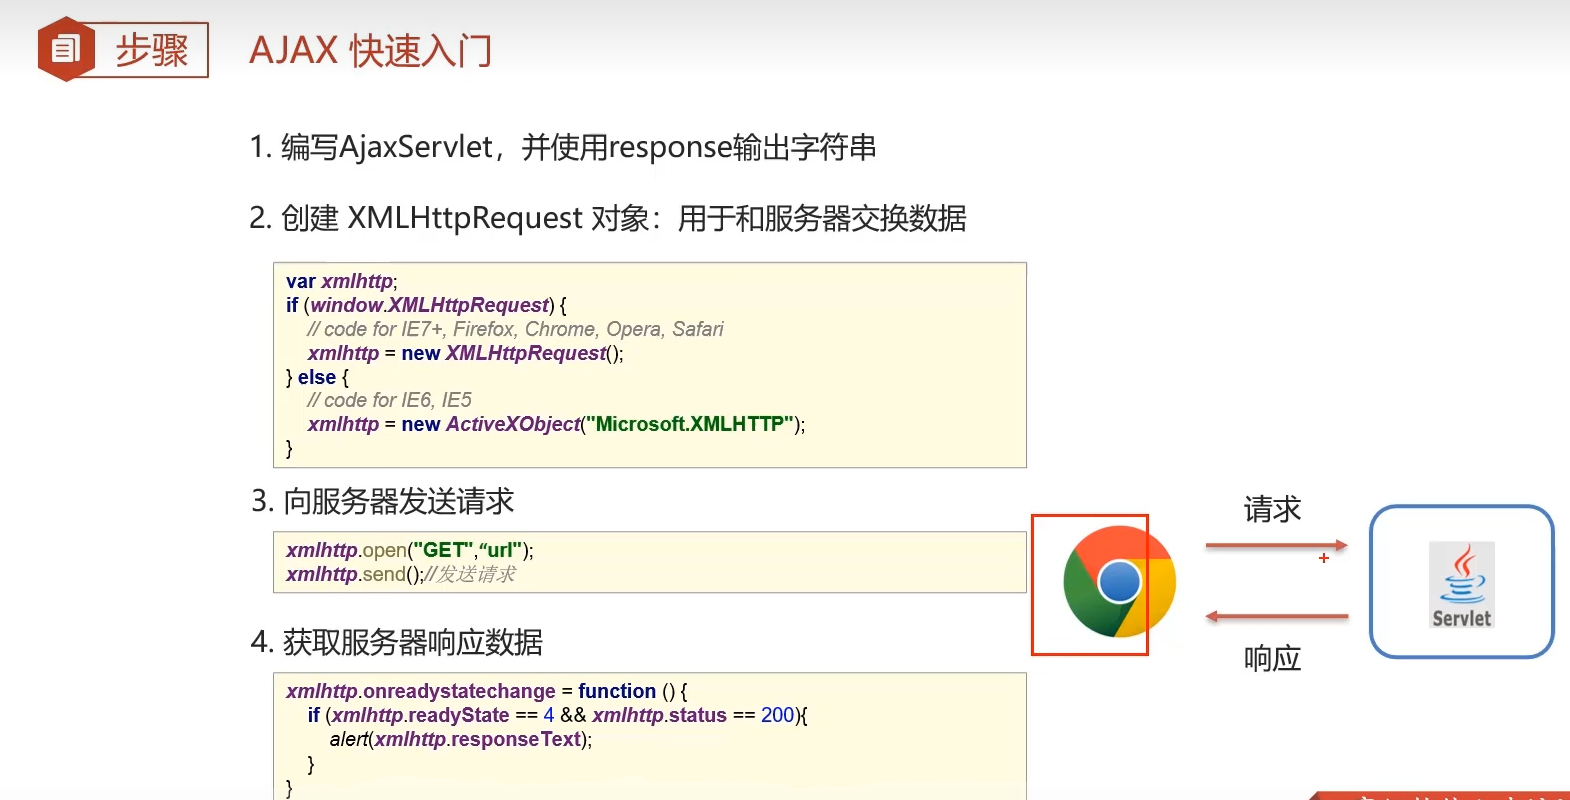 步骤
AJAX 快速入门
1. 编写AjaxServlet，并使用response输出字符串
2. 创建 XMLHttpRequest 对象：用于和服务器交换数据
var xmlhttp;
if (window.XMLHttpRequest) {
// code for IE7+, Firefox, Chrome, Opera, Safari
xmlhttp = new XMLHttpRequest();
} else {
// code for IE6, IE5
xmlhttp = new ActiveXObject("Microsoft.XMLHTTP");
}
3. 向服务器发送请求
xmlhttp.open("GET",“url");
xmlhttp.send();//发送请求
请求
Servlet
响应
4. 获取服务器响应数据
xmlhttp.onreadystatechange = function () {
if (xmlhttp.readyState == 4 && xmlhttp.status == 200){
alert(xmlhttp.responseText);
}
}